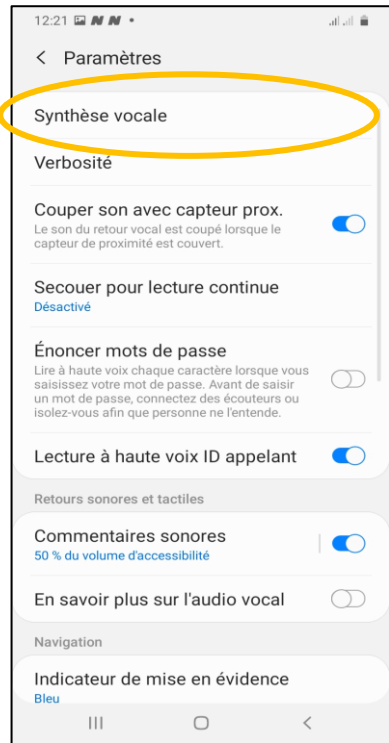 12:21
Paramètres
Synthèse vocale
Verbosité
Couper son avec capteur prox.
Le son du retour vocal est coupé lorsque le
capteur de proximité est couvert.
Secouer pour lecture continue
Désactivé
Énoncer mots de passe
Lire à haute voix chaque caractère lorsque vous
saisissez votre mot de passe. Avant de saisir
un mot de passe, connectez des écouteurs ou
isolez-vous afin que personne ne l'entende.
Lecture à haute voix ID appelant
Retours sonores et tactiles
Commentaires sonores
50 % du volume d'accessibilité
En savoir plus sur l'audio vocal
Navigation
Indicateur de mise en évidence
Bleu